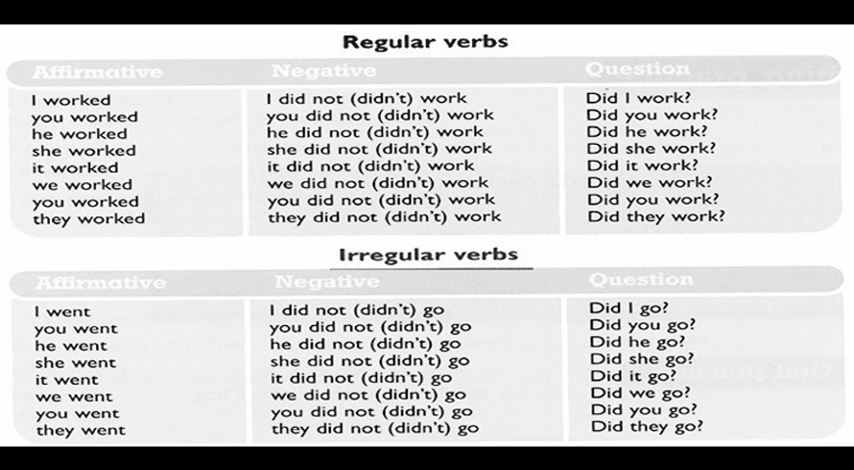 Regular verbs
Affirmative Negative Question
I worked I did not (didn't) work Did I work?
you worked you did not (didn't) work Did you work?
he worked he did not (didn't) work Did he work?
she worked she did not (didn't) work Did she work?
it worked it did not (didn't) work Did it work?
we worked we did not (didn't) work Did we work?
you worked you did not (didn't) work Did you work?
they worked they did not (didn't) work Did they work?
Irregular verbs
Affirmative Negative Question
I went I did not (didn't) go Did I go?
you went you did not (didn't) go Did you go?
he went he did not (didn't) go Did he go?
she went she did not (didn't) go Did she go?
it went it did not (didn't) go Did it go?
we went we did not (didn't) go Did we go?
you went you did not (didn't) go Did you go?
they went they did not (didn't) go Did they go?